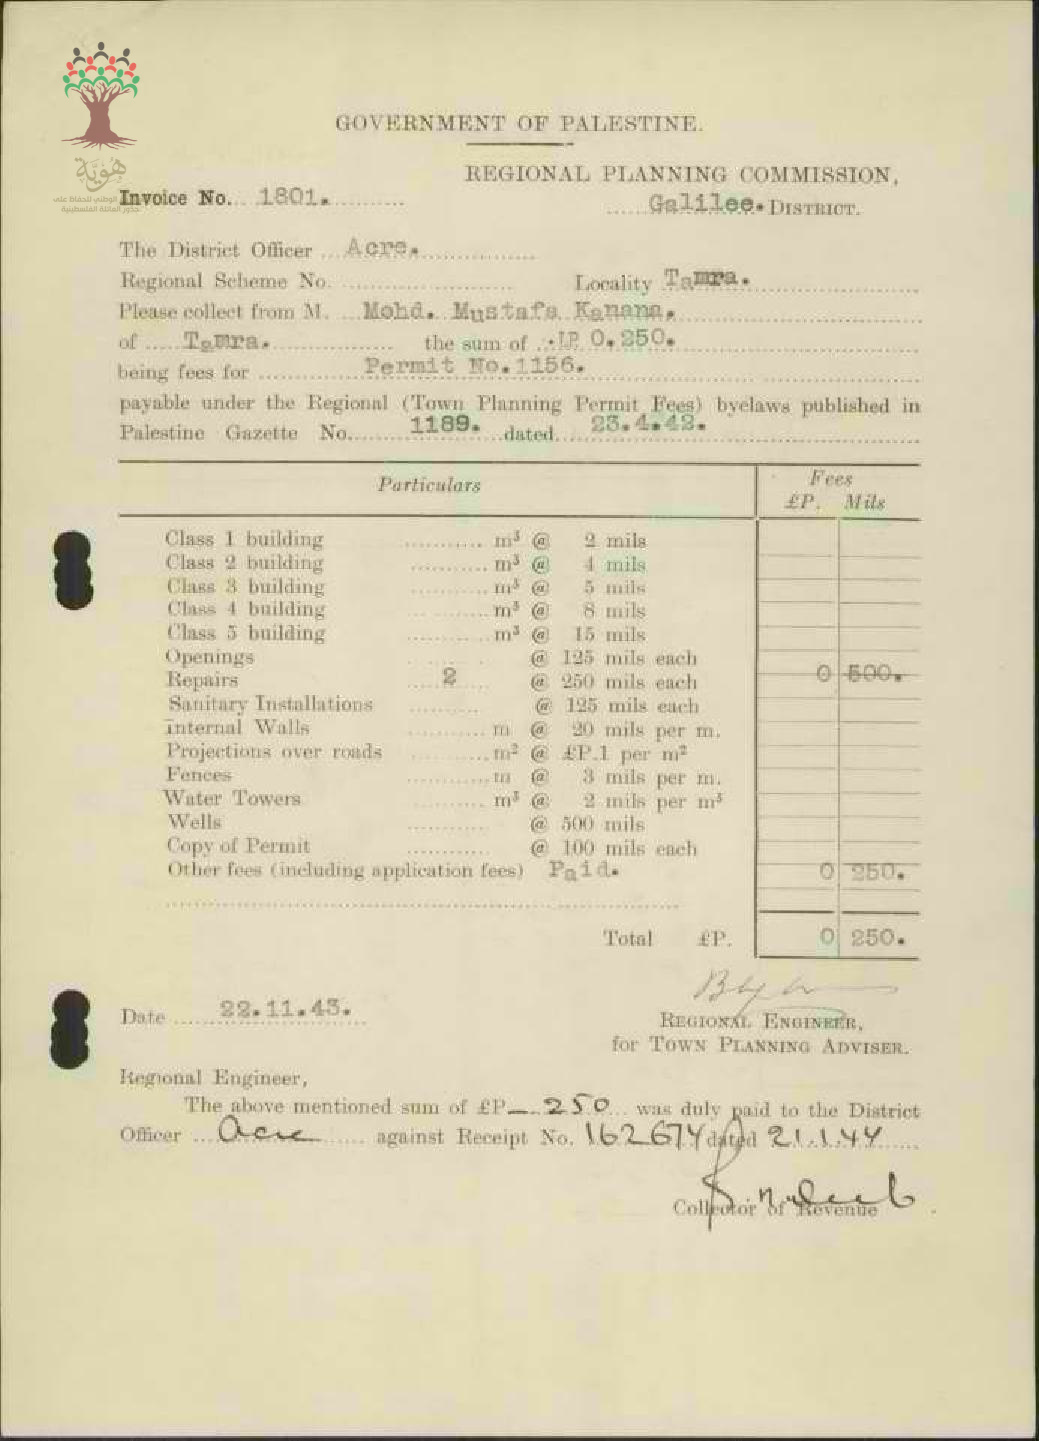 هُوِيَّة
الوطني للحفاظ على
جذور العائلة الفلسطينية
GOVERNMENT OF PALESTINE.
REGIONAL PLANNING COMMISSION,
Invoice No. 1801.
Galilee. DISTRICT.
The District Officer Acre.
Regional Scheme No. Locality Tamra.
Please collect from M. Mohd. Mustafa Kanana.
of Tamra. the sum of LP 0.250.
being fees for Permit No.1156.
payable under the Regional (Town Planning Permit Fees) byelaws published in
Palestine Gazette No. 1189. dated 23.4.42.
Particulars Fees
£P. Mils
Class 1 building m³ @ 2 mils
Class 2 building m³ @ 4 mils
Class 3 building m³ @ 5 mils
Class 4 building m³ @ 8 mils
Class 5 building m³ @ 15 mils
Openings @ 125 mils each
Repairs 2 @ 250 mils each 0 500.
Sanitary Installations @ 125 mils each
Internal Walls m @ 20 mils per m.
Projections over roads m² @ £P.1 per m²
Fences m @ 3 mils per m.
Water Towers m³ @ 2 mils per m³
Wells @ 500 mils
Copy of Permit @ 100 mils each
Other fees (including application fees) Paid. 0 250.
Total £P. 0 250.
Date 22.11.43.
REGIONAL ENGINEER,
for TOWN PLANNING ADVISER.
Regional Engineer,
The above mentioned sum of £P—.250 was duly paid to the District
Officer Acre against Receipt No. 162674 dated 21.1.44
Collector of Revenue